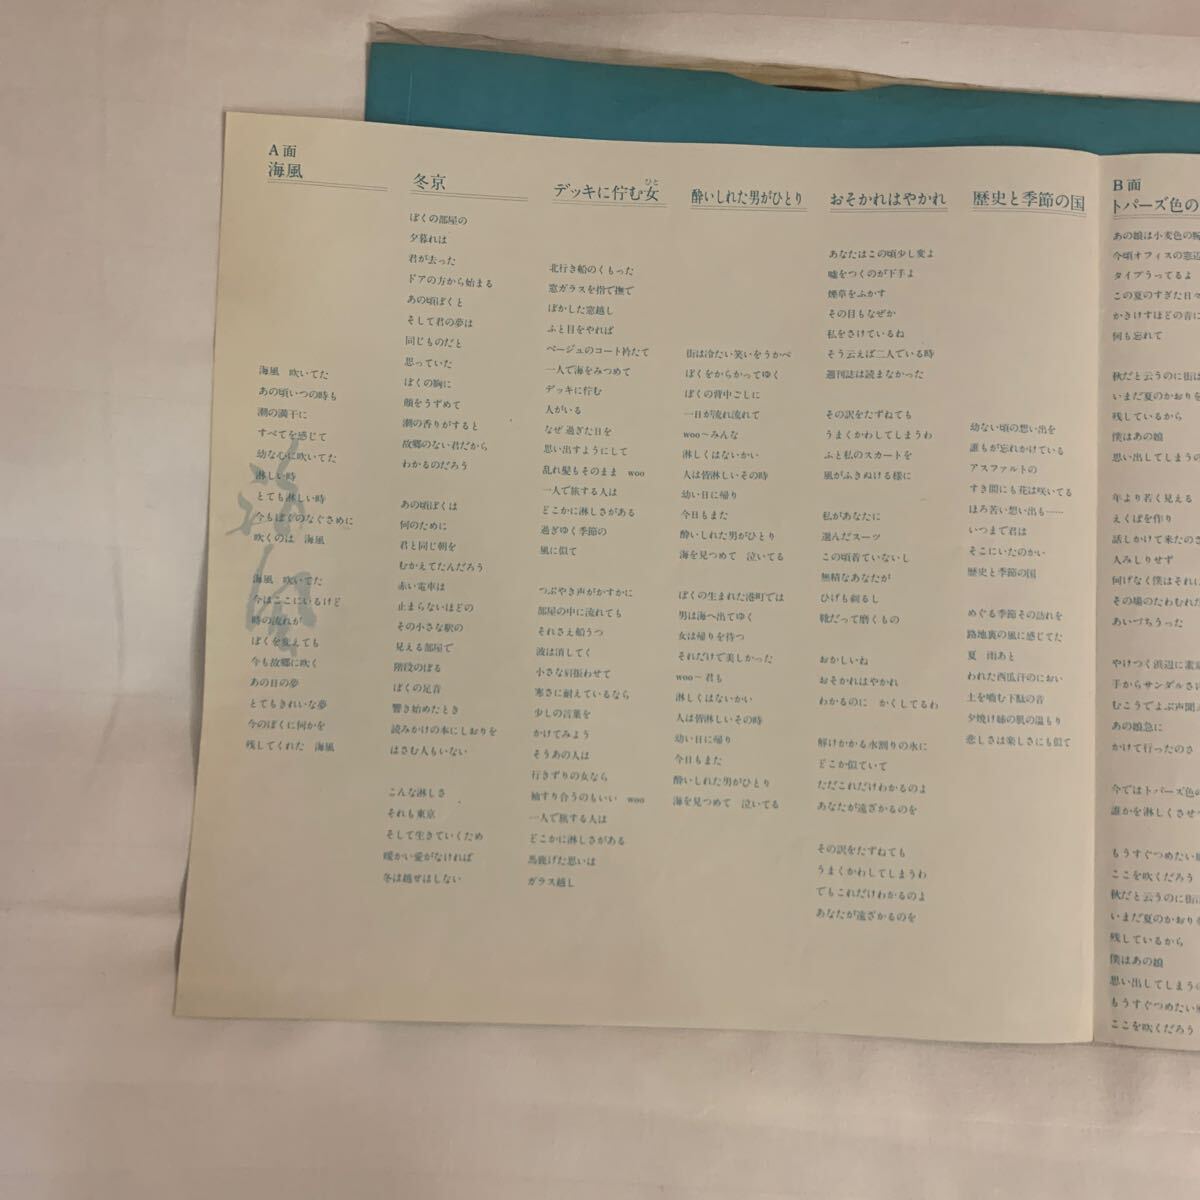 A面
海風
海風　吹いてた
あの頃いつの時も
潮の満干に
すべてを感じて
幼な心に吹いてた
淋しい時
とても淋しい時
今もぼくのなぐさめに
吹くのは　海風
海風　吹いてた
今はここにいるけど
時の流れが
ぼくを変えても
今も故郷に吹く
あの日の夢
とてもきれいな夢
今のぼくに何かを
残してくれた　海風
冬京
ぼくの部屋の
夕暮れは
君が去った
ドアの方から始まる
あの頃ぼくと
そして君の夢は
同じものだと
思っていた
ぼくの胸に
顔をうずめて
潮の香りがすると
故郷のない君だから
わかるのだろう
あの頃ぼくは
何のために
君と同じ朝を
むかえてたんだろう
赤い電車は
止まらないほどの
その小さな駅の
見える部屋で
階段のぼる
ぼくの足音
響き始めたとき
読みかけの本にしおりを
はさむ人もいない
こんな淋しさ
それも東京
そして生きていくため
暖かい愛がなければ
冬は越せはしない
デッキに佇む女
ひと
北行き船のくもった
窓ガラスを指で撫で
ぼかした窓越し
ふと目をやれば
ベージュのコート衿たて
一人で海をみつめて
デッキに佇む
人がいる
なぜ 過ぎた日を
思い出すようにして
乱れ髪もそのまま　woo
一人で旅する人は
どこかに淋しさがある
過ぎゆく季節の
風に似て
つぶやき声がかすかに
部屋の中に流れても
それさえ船うつ
波は消してく
小さな肩振わせて
寒さに耐えているなら
少しの言葉を
かけてみよう
そうあの人は
行きずりの女なら
袖すり合うのもいい　woo
一人で旅する人は
どこかに淋しさがある
馬鹿げた思いは
ガラス越し
酔いしれた男がひとり
街は冷たい笑いをうかべ
ぼくをからかってゆく
ぼくの背中ごしに
一日が流れ流れて
woo〜みんな
淋しくはないかい
人は皆淋しいその時
幼い日に帰り
今日もまた
酔いしれた男がひとり
海を見つめて　泣いてる
ぼくの生まれた港町では
男は海へ出てゆく
女は帰りを待つ
それだけで美しかった
woo〜君も
淋しくはないかい
人は皆淋しいその時
幼い日に帰り
今日もまた
酔いしれた男がひとり
海を見つめて　泣いてる
おそかれはやかれ
あなたはこの頃少し変よ
嘘をつくのが下手よ
煙草をふかす
その目もなぜか
私をさけているね
そう云えば二人でいる時
週刊誌は読まなかった
その訳をたずねても
うまくかわしてしまうわ
ふと私のスカートを
風がふきぬける様に
私があなたに
選んだスーツ
この頃着ていないし
無精なあなたが
ひげも剃るし
靴だって磨くもの
おかしいね
おそかれはやかれ
わかるのに　かくしてるわ
解けかかる水割りの氷に
どこか似ていて
ただこれだけわかるのよ
あなたが遠ざかるのを
その訳をたずねても
うまくかわしてしまうわ
でもこれだけわかるのよ
あなたが遠ざかるのを
歴史と季節の国
幼ない頃の想い出を
誰もが忘れかけている
アスファルトの
すき間にも花は咲いてる
ほろ苦い想い出も……
いつまで君は
そこにいたのかい
歴史と季節の国
めぐる季節その訪れを
路地裏の風に感じてた
夏　雨あと
われた西瓜汗のにおい
土を噛む下駄の音
夕焼け姉の肌の温もり
悲しさは楽しさにも似て
B面
トパーズ色の
あの娘は小麦色の腕
今頃オフィスの窓辺
タイプうってるよ
この夏のすぎた日々
かきけすほどの音に
何も忘れて
秋だと云うのに街は
いまだ夏のかおりを
残しているから
僕はあの娘
思い出してしまうの
年より若く見える
えくぼを作り
話しかけて来たのさ
人みしりせず
何げなく僕はそれに
その場のたわむれた
あいづちうった
やけつく浜辺に素足
手からサンダルさげ
むこうでよぶ声聞え
あの娘急に
かけて行ったのさ
今ではトパーズ色の
誰かを淋しくさせ
もうすぐつめたい風
ここを吹くだろう
秋だと云うのに街は
いまだ夏のかおりを
残しているから
僕はあの娘
思い出してしまうの
もうすぐつめたい風
ここを吹くだろう
海風